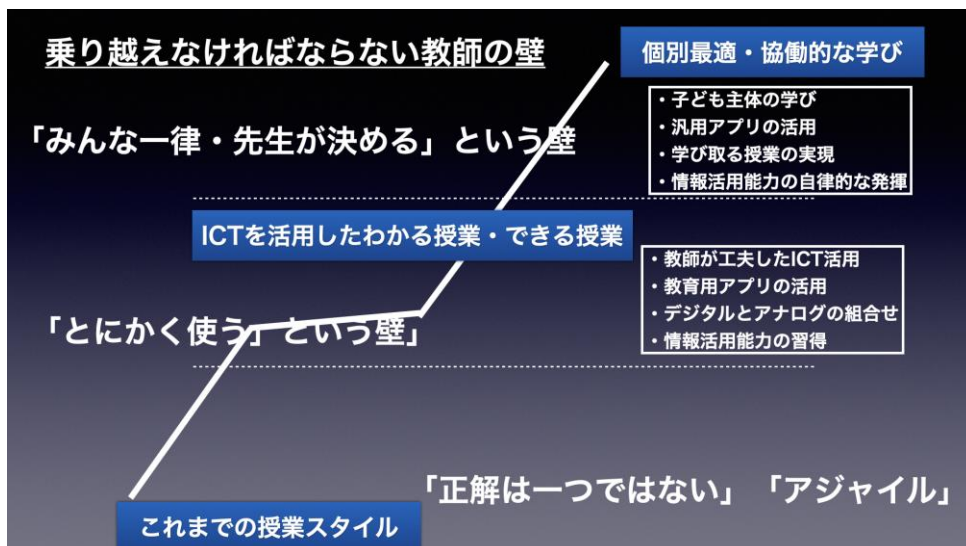 乗り越えなければならない教師の壁
個別最適・協働的な学び
・子ども主体の学び
・汎用アプリの活用
・学び取る授業の実現
・情報活用能力の自律的な発揮
「みんな一律・先生が決める」という壁
ICTを活用したわかる授業・できる授業
・教師が工夫したICT活用
・教育用アプリの活用
・デジタルとアナログの組合せ
・情報活用能力の習得
「とにかく使う」という壁」
「正解は一つではない」「アジャイル」
これまでの授業スタイル